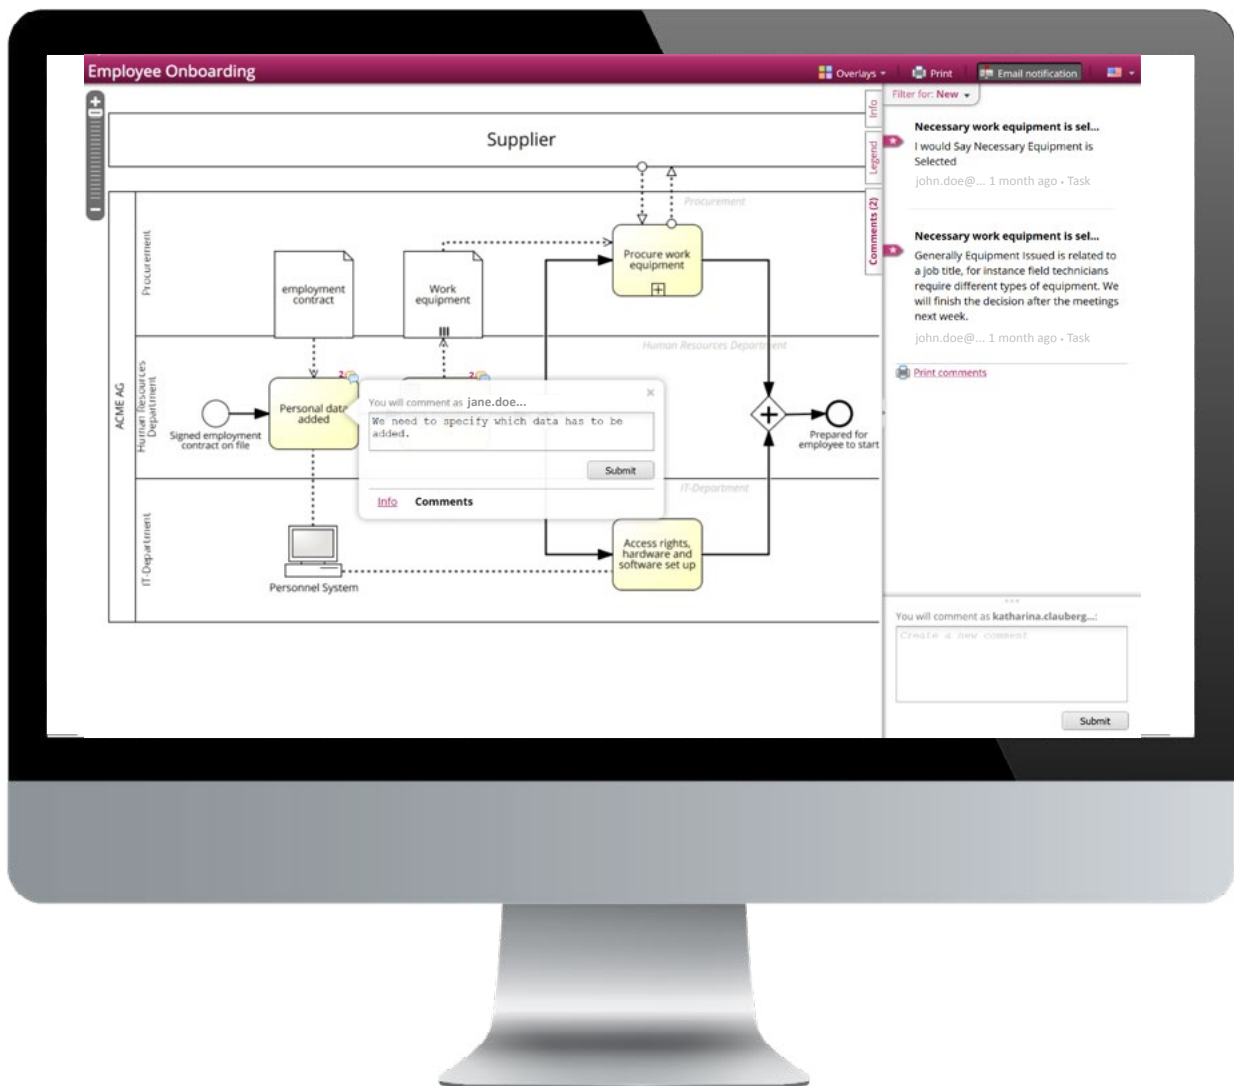 Employee Onboarding
Overlays
Print
Email notification
Filter for: New
Info
Legend
Comments (2)
Supplier
ACME AG
Procurement
Procurement
employment
contract
Work
equipment
Procure work
equipment
Human Resources
Department
Human Resources Department
Signed employment
contract on file
Personal data
added
2
2
You will comment as jane.doe...
We need to specify which data has to be
added.
Submit
Info Comments
Prepared for
employee to start
IT-Department
IT-Department
Personnel System
Access rights,
hardware and
software set up
Necessary work equipment is sel...
I would Say Necessary Equipment is
Selected
john.doe@... 1 month ago • Task
Necessary work equipment is sel...
Generally Equipment Issued is related to
a job title, for instance field technicians
require different types of equipment. We
will finish the decision after the meetings
next week.
john.doe@... 1 month ago • Task
Print comments
You will comment as katharina.clauberg...:
Create a new comment
Submit